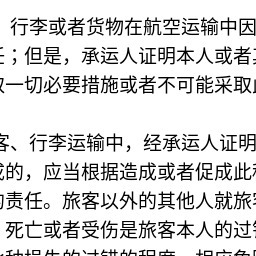 行李或者货物在航空运输中因
任；但是，承运人证明本人或者
取一切必要措施或者不可能采取
客、行李运输中，经承运人证明
成的，应当根据造成或者促成此
的责任。旅客以外的其他人就旅
死亡或者受伤是旅客本人的过